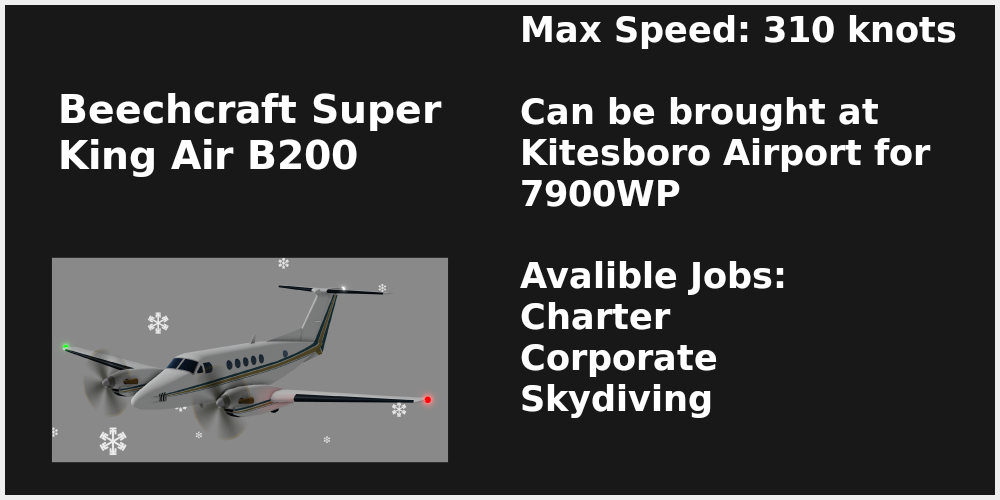 Beechcraft Super
King Air B200
Max Speed: 310 knots
Can be brought at
Kitesboro Airport for
7900WP
Avalible Jobs:
Charter
Corporate
Skydiving